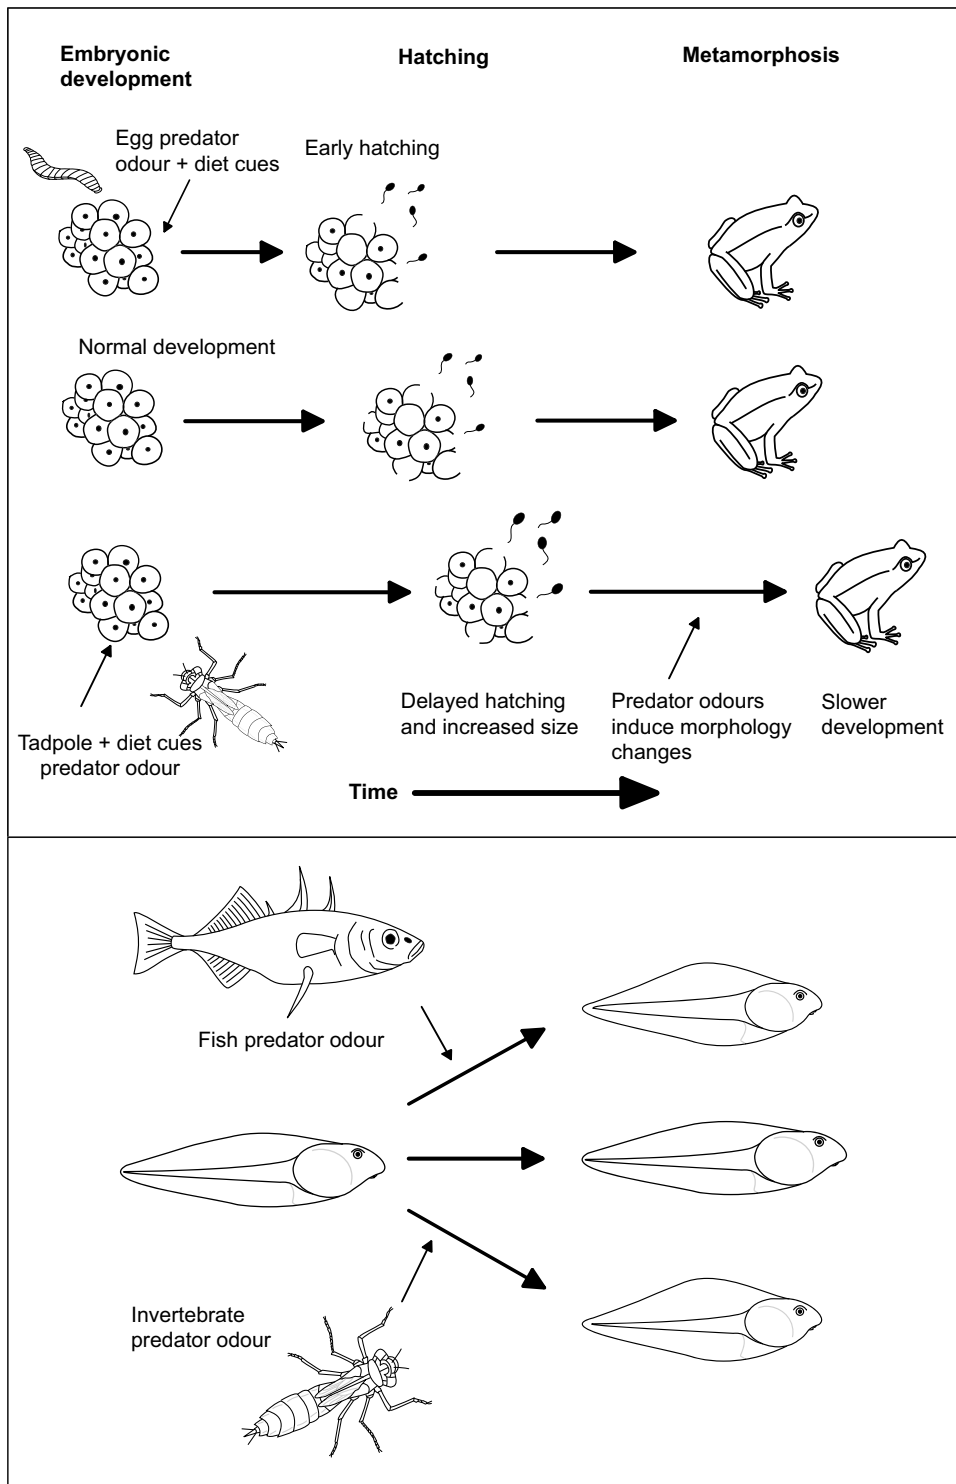 Embryonic
development
Hatching
Metamorphosis
Egg predator
odour + diet cues
Early hatching
Normal development
Tadpole + diet cues
predator odour
Delayed hatching
and increased size
Predator odours
induce morphology
changes
Slower
development
Time
Fish predator odour
Invertebrate
predator odour